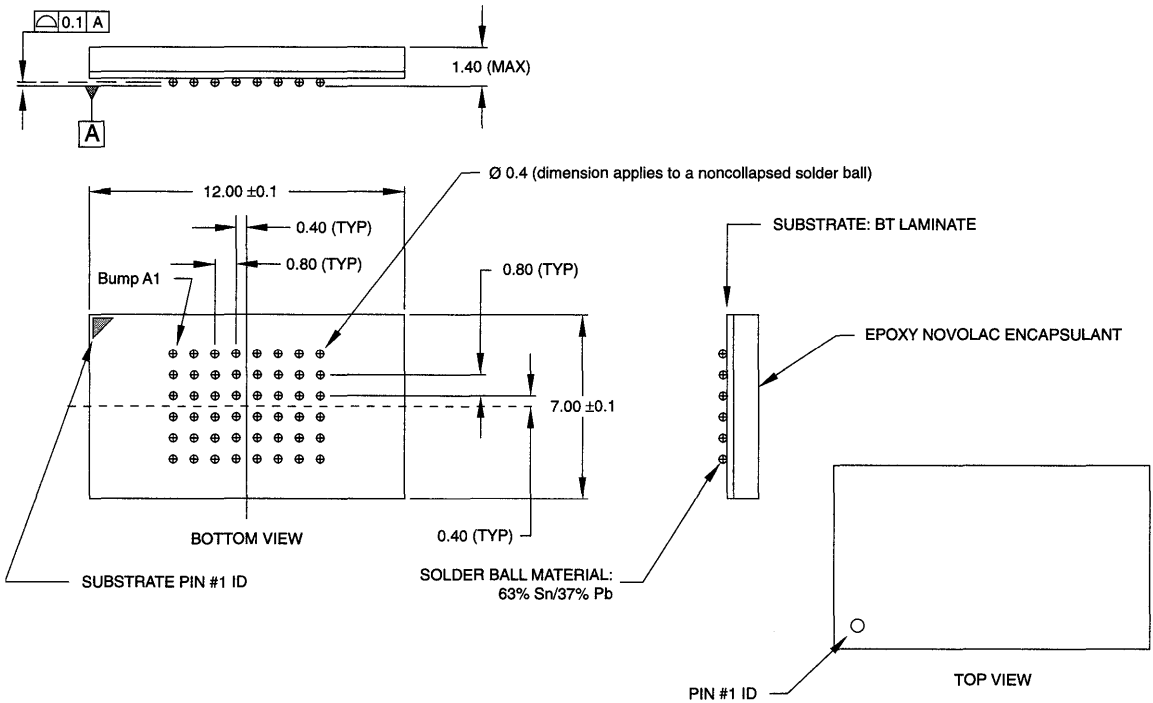 0.1 A
1.40 (MAX)
A
Ø 0.4 (dimension applies to a noncollapsed solder ball)
12.00 ±0.1
0.40 (TYP)
0.80 (TYP)
Bump A1
0.80 (TYP)
SUBSTRATE: BT LAMINATE
EPOXY NOVOLAC ENCAPSULANT
7.00 ±0.1
0.40 (TYP)
BOTTOM VIEW
SUBSTRATE PIN #1 ID
SOLDER BALL MATERIAL:
63% Sn/37% Pb
PIN #1 ID
TOP VIEW